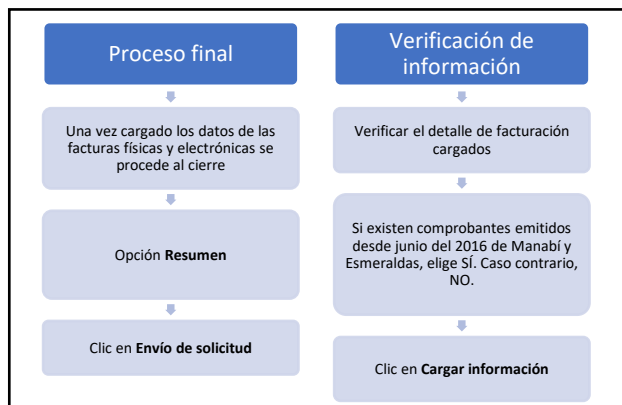 Proceso final
Una vez cargado los datos de las
facturas físicas y electrónicas se
procede al cierre
Opción Resumen
Clic en Envío de solicitud
Verificación de
información
Verificar el detalle de facturación
cargados
Si existen comprobantes emitidos
desde junio del 2016 de Manabí y
Esmeraldas, elige SÍ. Caso contrario,
NO.
Clic en Cargar información